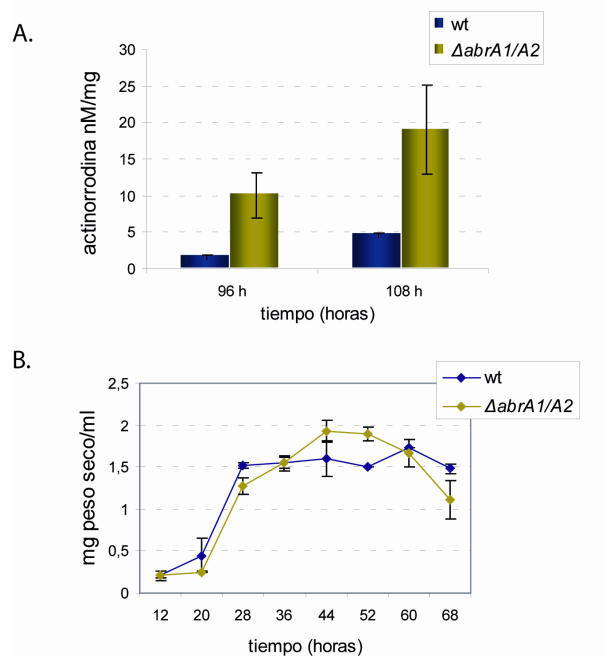 A.
wt
ΔabrA1/A2
actinorrodina nM/mg
30
25
20
15
10
5
0
96 h
108 h
tiempo (horas)
B.
wt
ΔabrA1/A2
mg peso seco/ml
2,5
2
1,5
1
0,5
0
12 20 28 36 44 52 60 68
tiempo (horas)